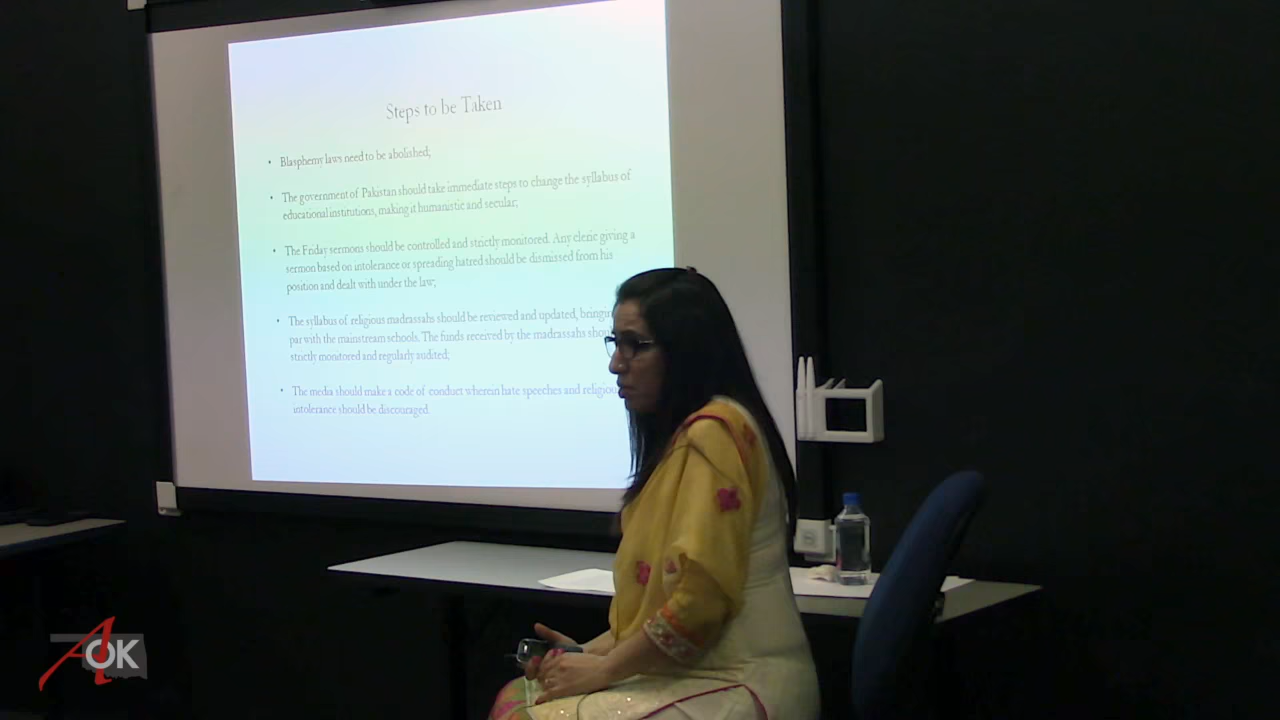 Steps to be Taken
• Blasphemy laws need to be abolished;
• The government of Pakistan should take immediate steps to change the syllabus of
educational institutions, making it humanistic and secular;
• The Friday sermons should be controlled and strictly monitored. Any cleric giving a
sermon based on intolerance or spreading hatred should be dismissed from his
position and dealt with under the law;
• The syllabus of religious madrassahs should be reviewed and updated,
par with the mainstream schools. The funds received by the madrassahs
strictly monitored and regularly audited;
• The media should make a code of conduct wherein hate speeches and
intolerance should be discouraged.
AOK